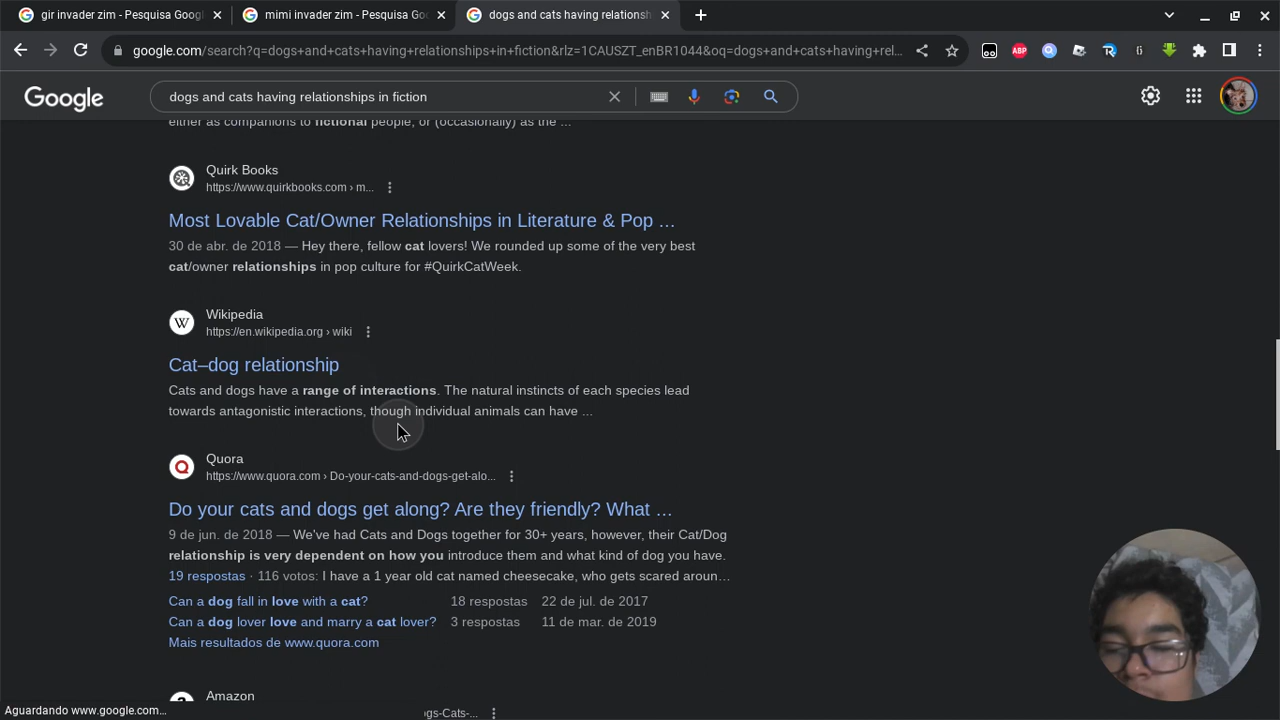 gir invader zim - Pesquisa Googl
mimi invader zim - Pesquisa Goo
dogs and cats having relationsh
google.com/search?q=dogs+and+cats+having+relationships+in+fiction&rlz=1CAUSZT_enBR1044&oq=dogs+and+cats+having+rel...
ABP
Google
dogs and cats having relationships in fiction
either as companions to fictional people, or (occasionally) as the ...
Quirk Books
https://www.quirkbooks.com › m...
Most Lovable Cat/Owner Relationships in Literature & Pop ...
30 de abr. de 2018 — Hey there, fellow cat lovers! We rounded up some of the very best
cat/owner relationships in pop culture for #QuirkCatWeek.
Wikipedia
W
https://en.wikipedia.org › wiki
Cat–dog relationship
Cats and dogs have a range of interactions. The natural instincts of each species lead
towards antagonistic interactions, though individual animals can have ...
Quora
https://www.quora.com › Do-your-cats-and-dogs-get-alo...
Do your cats and dogs get along? Are they friendly? What ...
9 de jun. de 2018 — We've had Cats and Dogs together for 30+ years, however, their Cat/Dog
relationship is very dependent on how you introduce them and what kind of dog you have.
19 respostas · 116 votos: I have a 1 year old cat named cheesecake, who gets scared aroun...
Can a dog fall in love with a cat? 18 respostas 22 de jul. de 2017
Can a dog lover love and marry a cat lover? 3 respostas 11 de mar. de 2019
Mais resultados de www.quora.com
Amazon
Aguardando www.google.com...
ogs-Cats-...